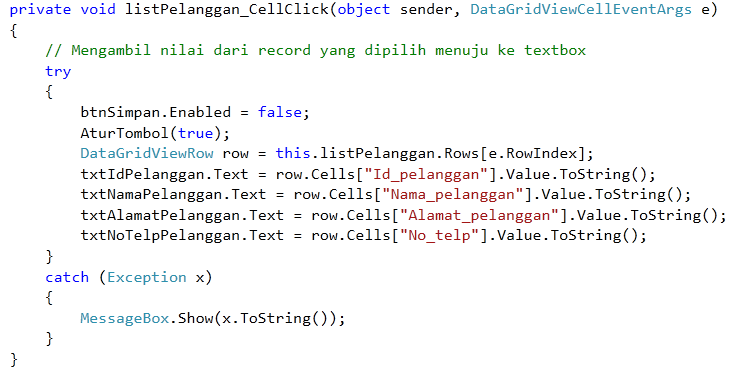 private void listPelanggan_CellClick(object sender, DataGridViewCellEventArgs e)
{
    // Mengambil nilai dari record yang dipilih menuju ke textbox
    try
    {
        btnSimpan.Enabled = false;
        AturTombol(true);
        DataGridViewRow row = this.listPelanggan.Rows[e.RowIndex];
        txtIdPelanggan.Text = row.Cells["Id_pelanggan"].Value.ToString();
        txtNamaPelanggan.Text = row.Cells["Nama_pelanggan"].Value.ToString();
        txtAlamatPelanggan.Text = row.Cells["Alamat_pelanggan"].Value.ToString();
        txtNoTelpPelanggan.Text = row.Cells["No_telp"].Value.ToString();
    }
    catch (Exception x)
    {
        MessageBox.Show(x.ToString());
    }
}